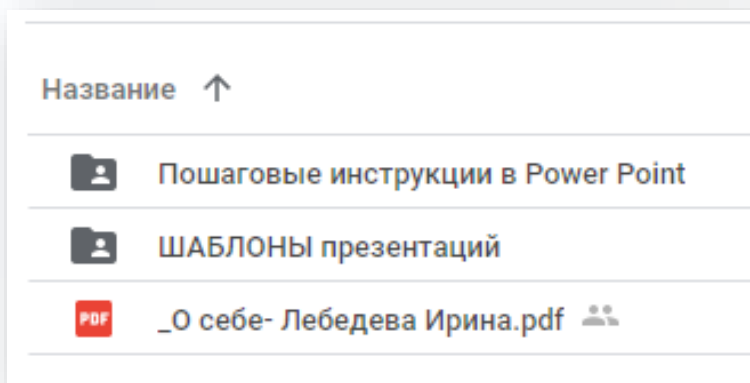 Название
Пошаговые инструкции в Power Point
ШАБЛОНЫ презентаций
PDF _О себе- Лебедева Ирина.pdf